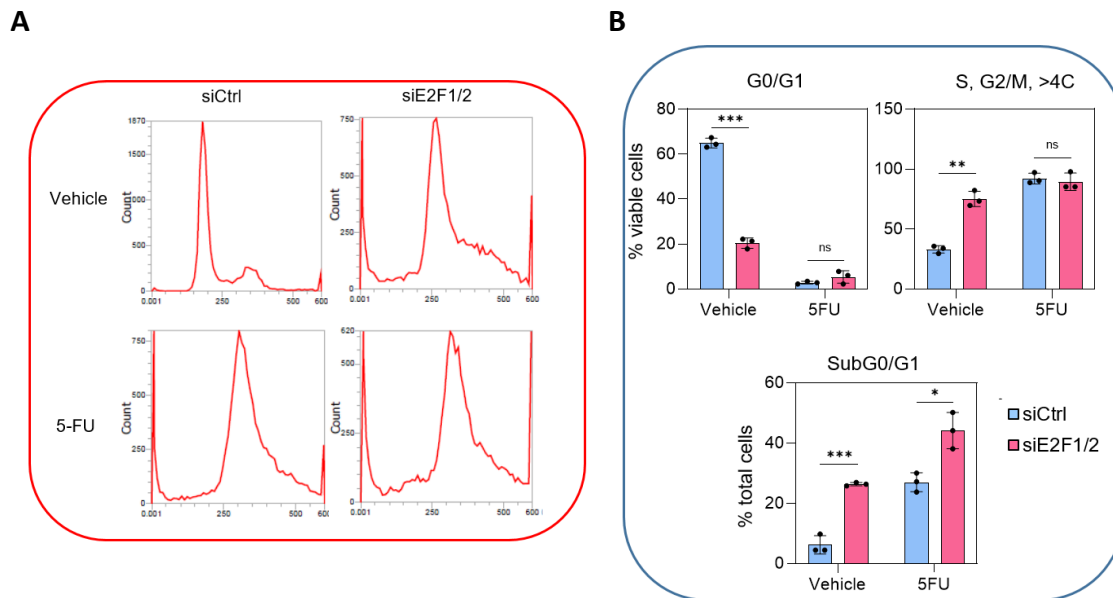 A
B
siCtrl
siE2F1/2
Vehicle
Count
1870
1500
1000
500
0
0.001 250 500 600
Count
750
500
250
0
0.001 250 500 600
5-FU
Count
750
500
250
0
0.001 250 500 600
Count
620
500
250
0
0.001 250 500 600
G0/G1
% viable cells
80
60
40
20
0
***
ns
Vehicle 5FU
S, G2/M, >4C
150
100
50
0
**
ns
Vehicle 5FU
SubG0/G1
% total cells
60
40
20
0
***
*
Vehicle 5FU
siCtrl
siE2F1/2